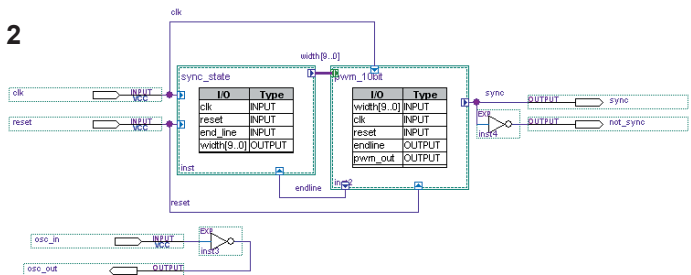 2
clk
width[9..0]
sync_state
pwm_10bit
I/O Type
clk INPUT
reset INPUT
end_line INPUT
width[9..0] OUTPUT
inst
I/O Type
width[9..0] INPUT
clk INPUT
reset INPUT
endline OUTPUT
pwm_out OUTPUT
inst2
clk INPUT
VCC
reset INPUT
VCC
endline
reset
sync
OUTPUT sync
OUTPUT not_sync
inst4
osc_in INPUT
VCC
inst3
osc_out OUTPUT